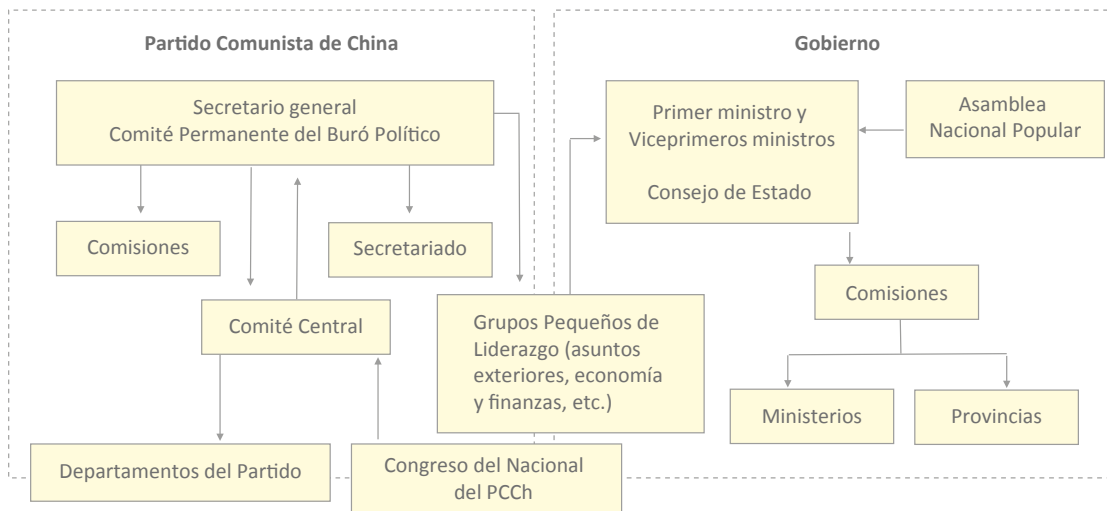 Partido Comunista de China
Secretario general
Comité Permanente del Buró Político
Comisiones
Secretariado
Comité Central
Departamentos del Partido
Congreso del Nacional
del PCCh
Grupos Pequeños de
Liderazgo (asuntos
exteriores, economía
y finanzas, etc.)
Gobierno
Primer ministro y
Viceprimeros ministros
Consejo de Estado
Asamblea
Nacional Popular
Comisiones
Ministerios
Provincias